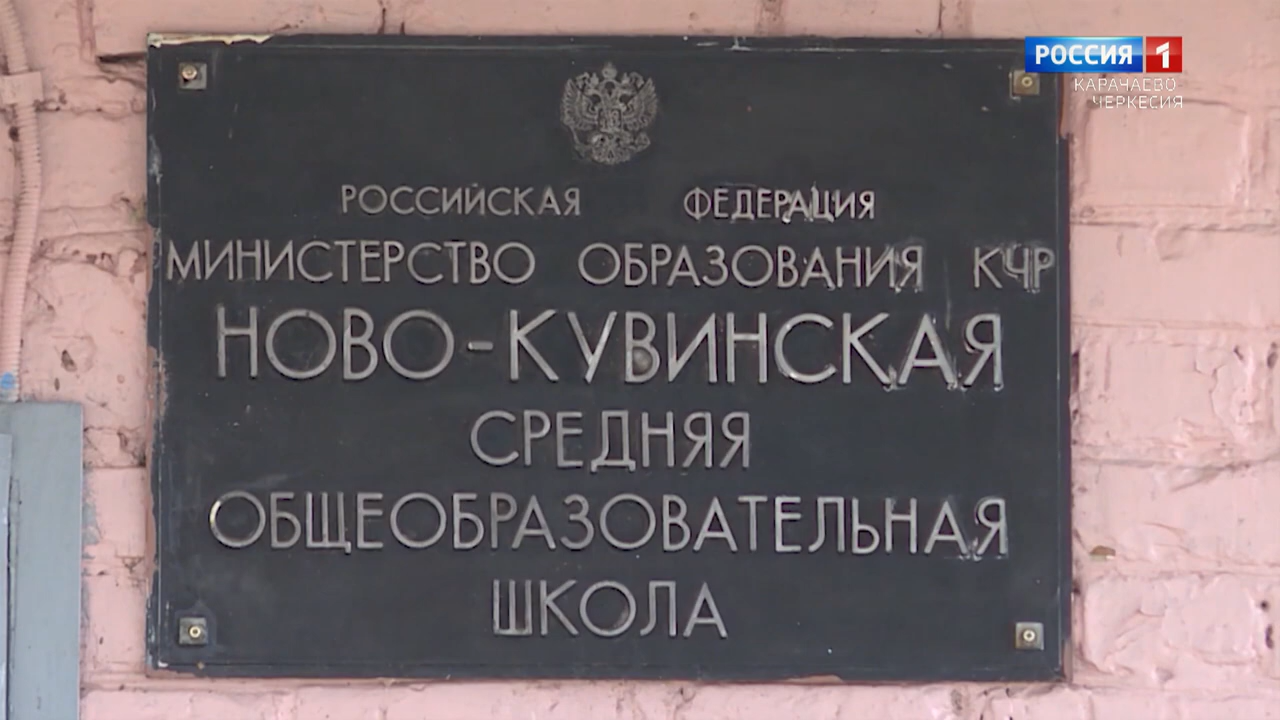 РОССИЯ 1
КАРАЧАЕВО
ЧЕРКЕСИЯ
РОССИЙСКАЯ ФЕДЕРАЦИЯ
МИНИСТЕРСТВО ОБРАЗОВАНИЯ КЧР
НОВО-КУВИНСКАЯ
СРЕДНЯЯ
ОБЩЕОБРАЗОВАТЕЛЬНАЯ
ШКОЛА